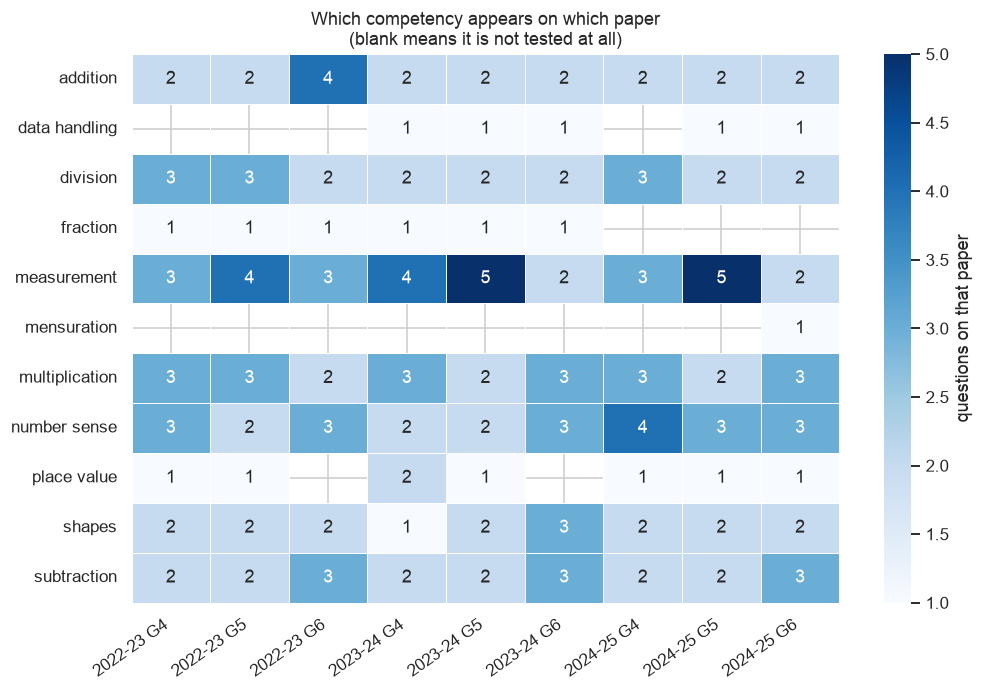 Which competency appears on which paper
(blank means it is not tested at all)
addition 2 2 4 2 2 2 2 2 2
data handling 1 1 1 1 1
division 3 3 2 2 2 2 3 2 2
fraction 1 1 1 1 1 1
measurement 3 4 3 4 5 2 3 5 2
mensuration 1
multiplication 3 3 2 3 2 3 3 2 3
number sense 3 2 3 2 2 3 4 3 3
place value 1 1 2 1 1 1 1
shapes 2 2 2 1 2 3 2 2 2
subtraction 2 2 3 2 2 3 2 2 3
2022-23 G4 2022-23 G5 2022-23 G6 2023-24 G4 2023-24 G5 2023-24 G6 2024-25 G4 2024-25 G5 2024-25 G6
5.0
4.5
4.0
3.5
3.0
2.5
2.0
1.5
1.0
questions on that paper